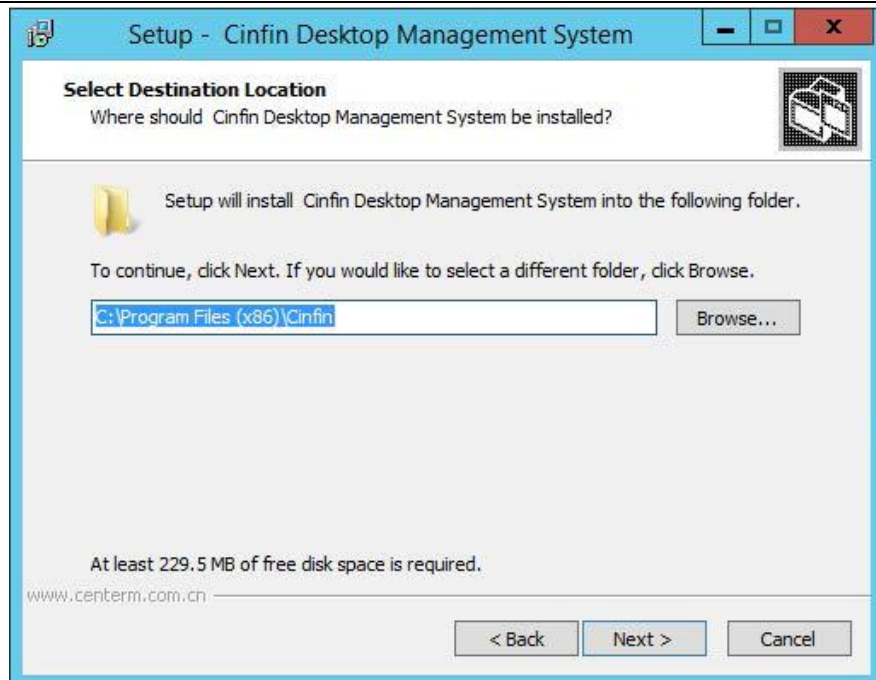 Setup -  Cinfin Desktop Management System
Select Destination Location
Where should  Cinfin Desktop Management System be installed?
Setup will install  Cinfin Desktop Management System into the following folder.
To continue, click Next. If you would like to select a different folder, click Browse.
C:\Program Files (x86)\Cinfin
Browse...
At least 229.5 MB of free disk space is required.
www.centerm.com.cn
< Back
Next >
Cancel